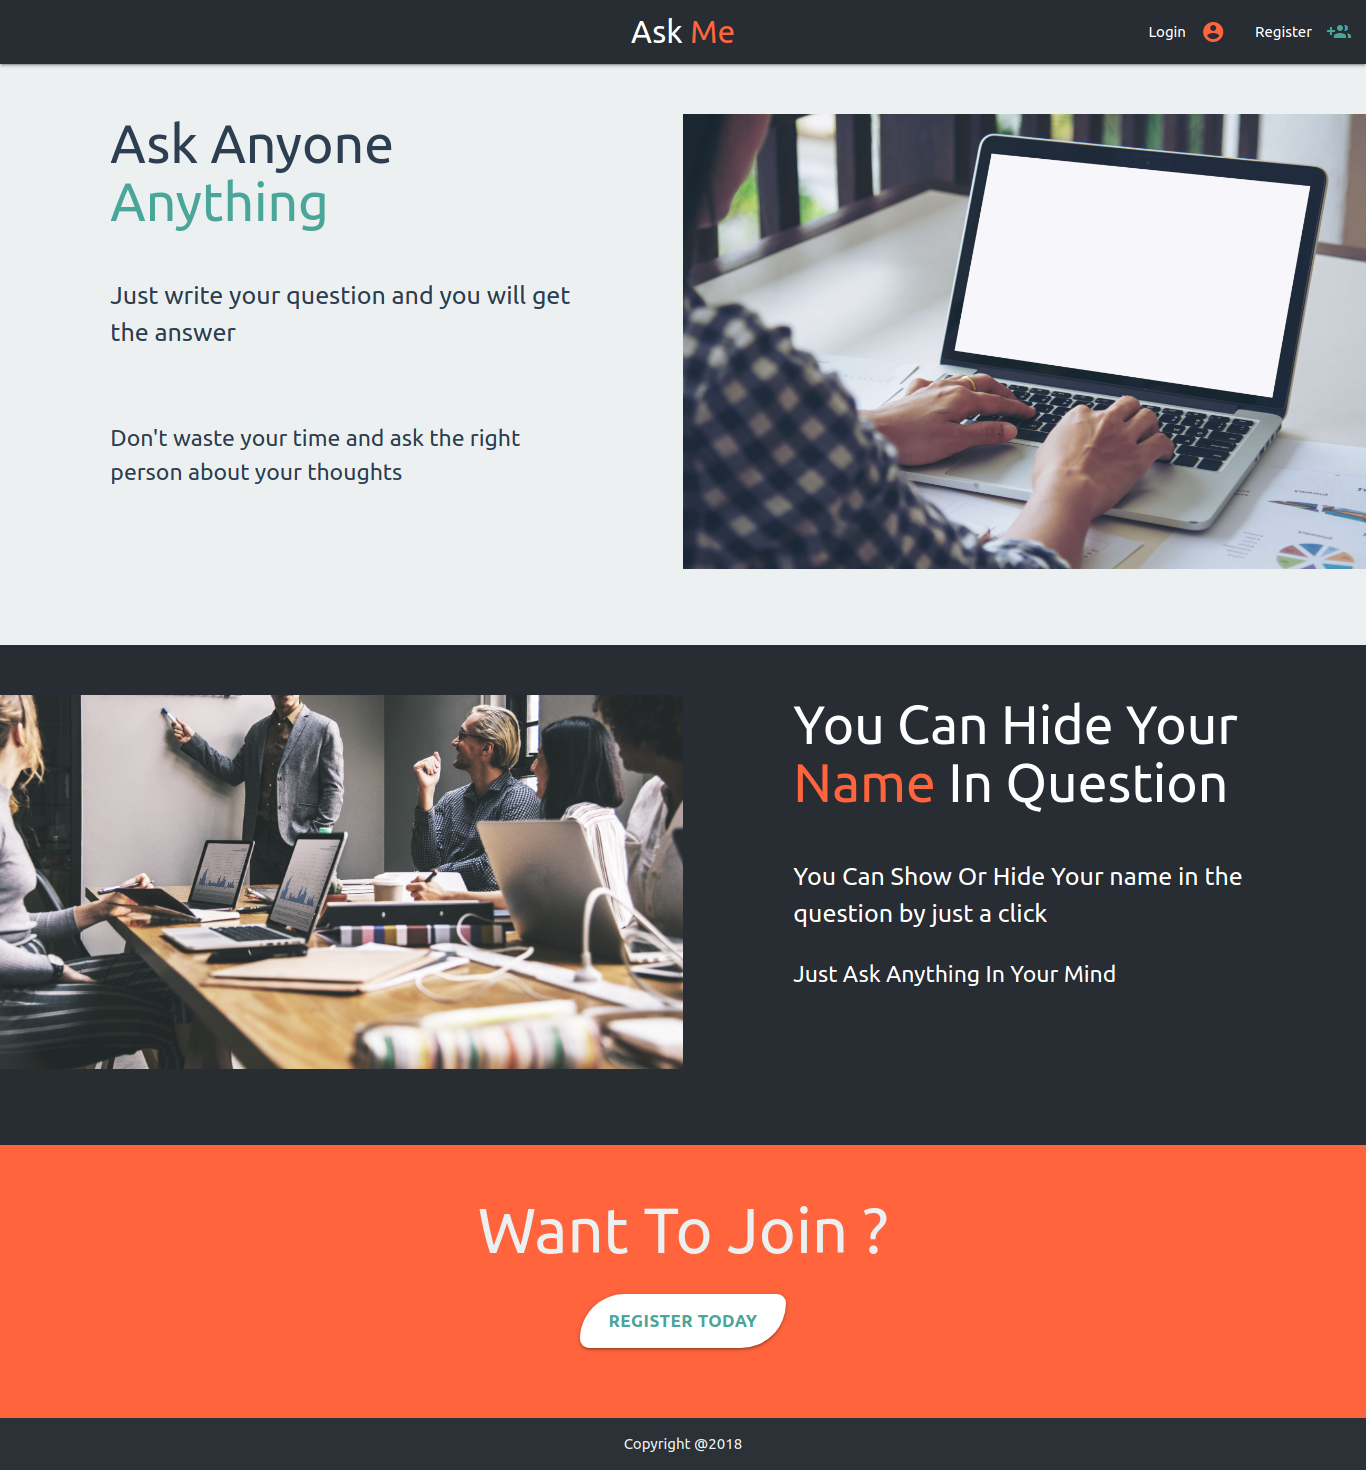 Ask Me
Login
Register
Ask Anyone
Anything
Just write your question and you will get
the answer
Don't waste your time and ask the right
person about your thoughts
You Can Hide Your
Name In Question
You Can Show Or Hide Your name in the
question by just a click
Just Ask Anything In Your Mind
Want To Join ?
REGISTER TODAY
Copyright @2018